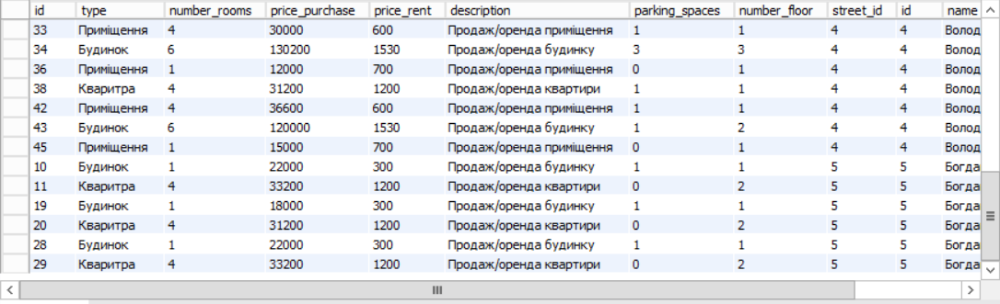 id type number_rooms price_purchase price_rent description parking_spaces number_floor street_id id name
33 Приміщення 4 30000 600 Продаж/оренда приміщення 1 1 4 4 Волод
34 Будинок 6 130200 1530 Продаж/оренда будинку 3 3 4 4 Волод
36 Приміщення 1 12000 700 Продаж/оренда приміщення 0 1 4 4 Волод
38 Кваритра 4 31200 1200 Продаж/оренда квартири 1 1 4 4 Волод
42 Приміщення 4 36600 600 Продаж/оренда приміщення 1 1 4 4 Волод
43 Будинок 6 120000 1530 Продаж/оренда будинку 1 2 4 4 Волод
45 Приміщення 1 15000 700 Продаж/оренда приміщення 0 1 4 4 Волод
10 Будинок 1 22000 300 Продаж/оренда будинку 1 1 5 5 Богда
11 Кваритра 4 33200 1200 Продаж/оренда квартири 0 2 5 5 Богда
19 Будинок 1 18000 300 Продаж/оренда будинку 1 1 5 5 Богда
20 Кваритра 4 31200 1200 Продаж/оренда квартири 0 2 5 5 Богда
28 Будинок 1 22000 300 Продаж/оренда будинку 1 1 5 5 Богда
29 Кваритра 4 33200 1200 Продаж/оренда квартири 0 2 5 5 Богда